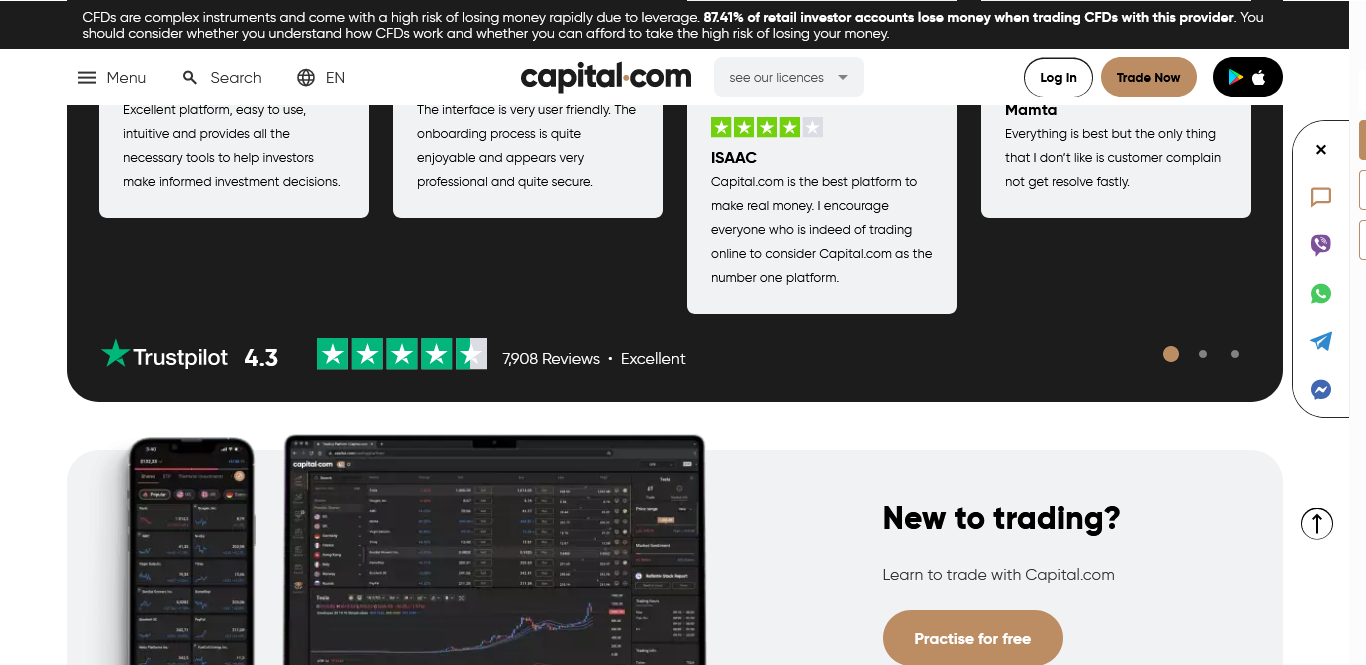 CFDs are complex instruments and come with a high risk of losing money rapidly due to leverage. 87.41% of retail investor accounts lose money when trading CFDs with this provider. You
should consider whether you understand how CFDs work and whether you can afford to take the high risk of losing your money.
Menu
Search
EN
capital.com
see our licences
Log In
Trade Now
Excellent platform, easy to use,
intuitive and provides all the
necessary tools to help investors
make informed investment decisions.
The interface is very user friendly. The
onboarding process is quite
enjoyable and appears very
professional and quite secure.
ISAAC
Capital.com is the best platform to
make real money. I encourage
everyone who is indeed of trading
online to consider Capital.com as the
number one platform.
Mamta
Everything is best but the only thing
that I don't like is customer complain
not get resolve fastly.
Trustpilot 4.3
7,908 Reviews • Excellent
capital.com
New to trading?
Learn to trade with Capital.com
Practise for free